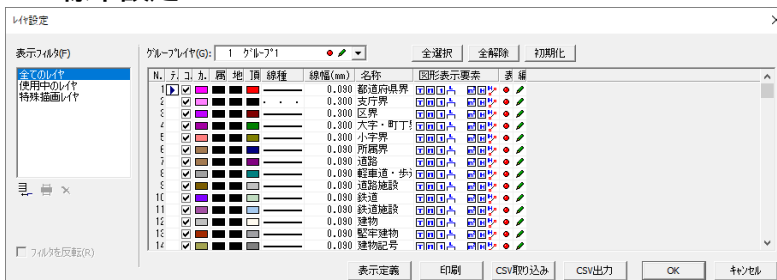 レイヤ設定
表示フィルタ(F)
グループレイヤ(G): 1 グループ1 全選択 全解除 初期化
全てのレイヤ
使用中のレイヤ
特殊描画レイヤ
N. テ. コ. カ. 属 地 頂 線種 線幅(mm) 名称 図形表示要素 表 編
1 0.090 都道府県界
2 0.300 支庁界
3 0.300 区界
4 0.300 大字・町丁
5 0.300 小字界
6 0.090 所属界
7 0.090 道路
8 0.090 軽車道・歩
9 0.090 道路施設
10 0.090 鉄道
11 0.090 鉄道施設
12 0.090 建物
13 0.090 堅牢建物
14 0.090 建物記号
フィルタを反転(R)
表示定義 印刷 CSV取り込み CSV出力 OK キャンセル